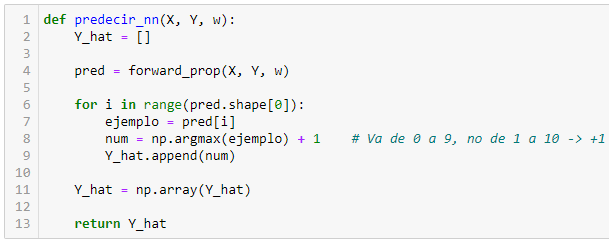 1 def predecir_nn(X, Y, w):
2     Y_hat = []
3
4     pred = forward_prop(X, Y, w)
5
6     for i in range(pred.shape[0]):
7         ejemplo = pred[i]
8         num = np.argmax(ejemplo) + 1    # Va de 0 a 9, no de 1 a 10 -> +1
9         Y_hat.append(num)
10
11     Y_hat = np.array(Y_hat)
12
13     return Y_hat